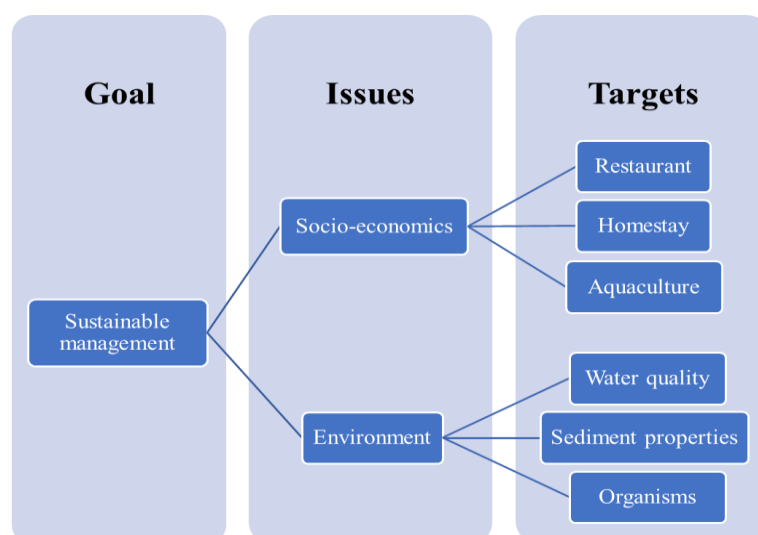 Goal
Issues
Targets
Sustainable
management
Socio-economics
Environment
Restaurant
Homestay
Aquaculture
Water quality
Sediment properties
Organisms